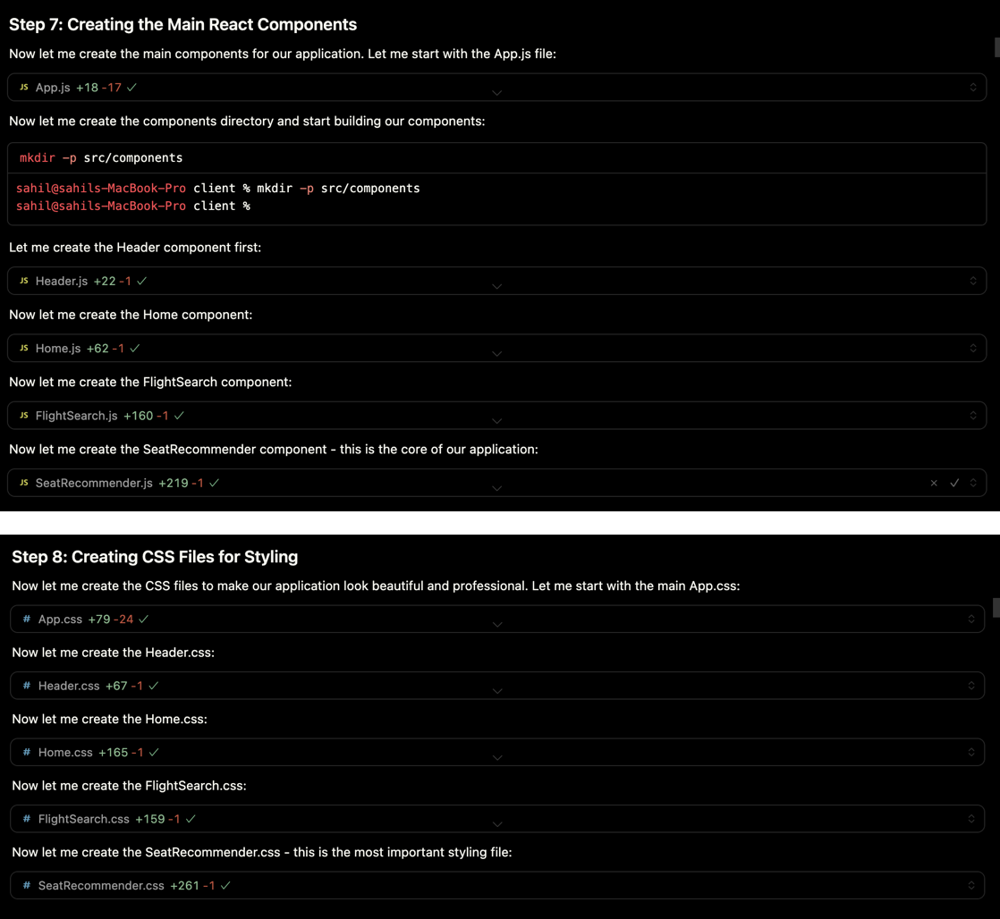 Step 7: Creating the Main React Components
Now let me create the main components for our application. Let me start with the App.js file:
JS App.js +18 -17
Now let me create the components directory and start building our components:
mkdir -p src/components
sahil@sahils-MacBook-Pro client % mkdir -p src/components
sahil@sahils-MacBook-Pro client %
Let me create the Header component first:
JS Header.js +22 -1
Now let me create the Home component:
JS Home.js +62 -1
Now let me create the FlightSearch component:
JS FlightSearch.js +160 -1
Now let me create the SeatRecommender component - this is the core of our application:
JS SeatRecommender.js +219 -1
Step 8: Creating CSS Files for Styling
Now let me create the CSS files to make our application look beautiful and professional. Let me start with the main App.css:
# App.css +79 -24
Now let me create the Header.css:
# Header.css +67 -1
Now let me create the Home.css:
# Home.css +165 -1
Now let me create the FlightSearch.css:
# FlightSearch.css +159 -1
Now let me create the SeatRecommender.css - this is the most important styling file:
# SeatRecommender.css +261 -1